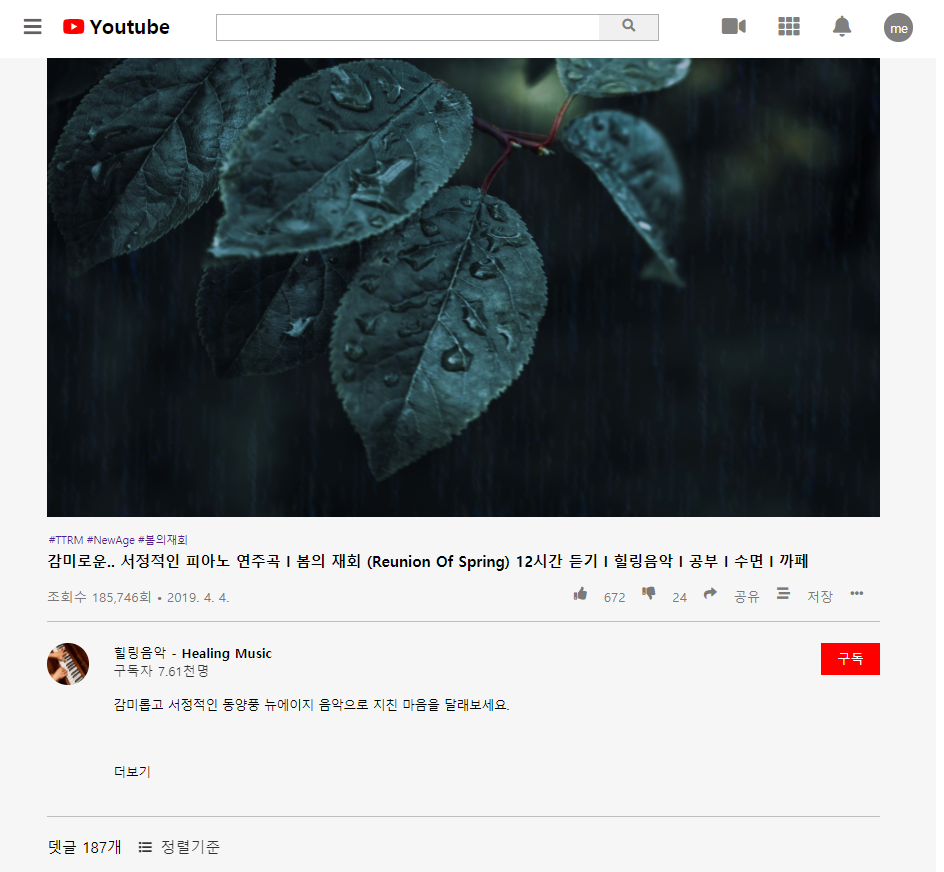 Youtube
me
#TTRM #NewAge #봄의재회
감미로운.. 서정적인 피아노 연주곡 I 봄의 재회 (Reunion Of Spring) 12시간 듣기 I 힐링음악 I 공부 I 수면 I 까페
조회수 185,746회 • 2019. 4. 4.
672 24 공유 저장
힐링음악 - Healing Music
구독
구독자 7.61천명
감미롭고 서정적인 동양풍 뉴에이지 음악으로 지친 마음을 달래보세요.
더보기
댓글 187개 정렬기준